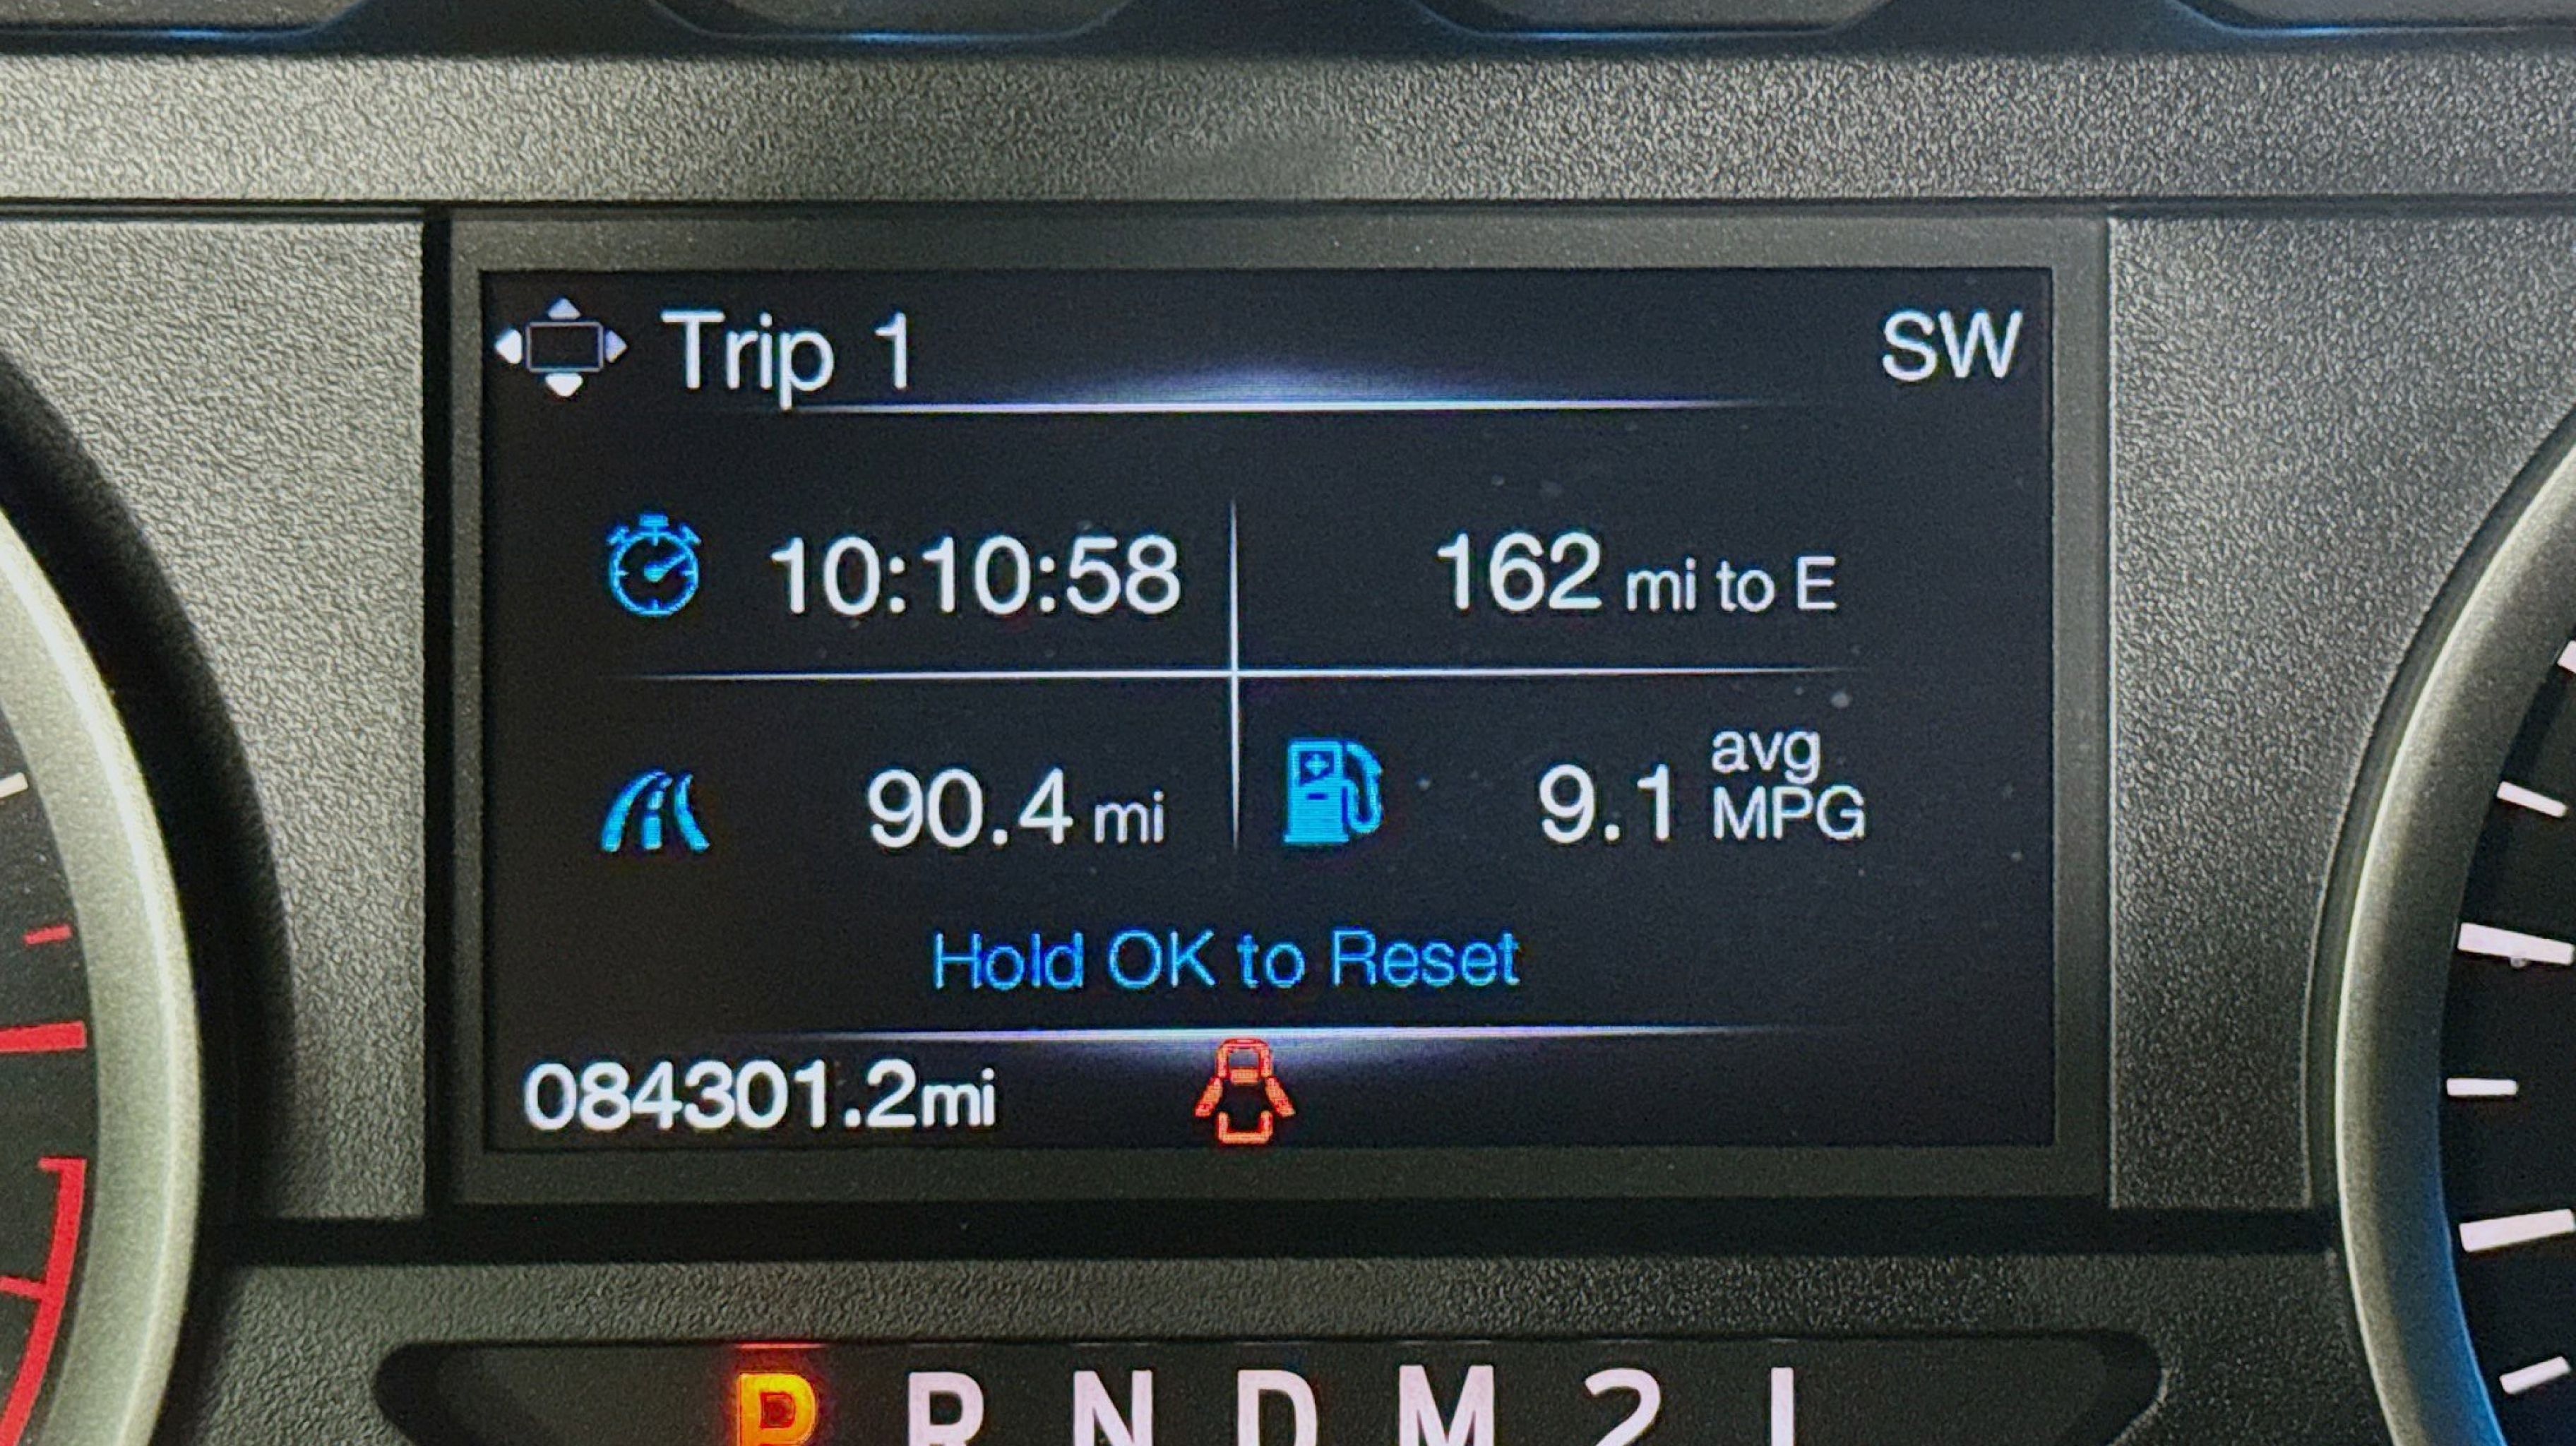 Trip 1 SW
10:10:58 162 mi to E
90.4 mi 9.1 avg MPG
Hold OK to Reset
084301.2mi
P R N D M 2 1